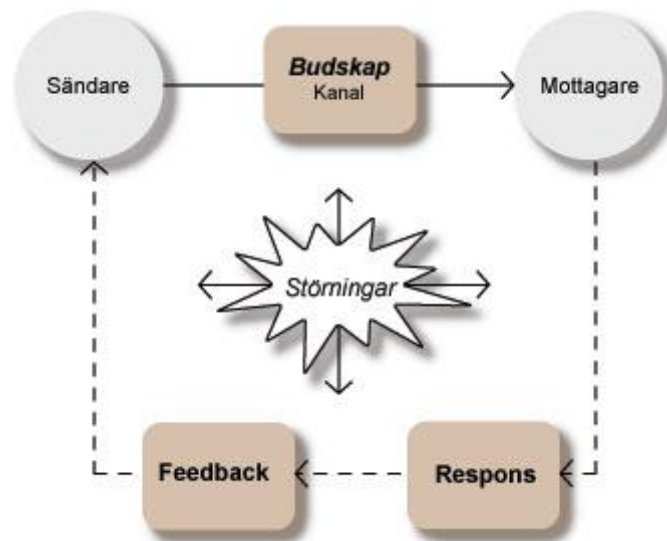 Sändare
Budskap
Kanal
Mottagare
Störningar
Feedback
Respons